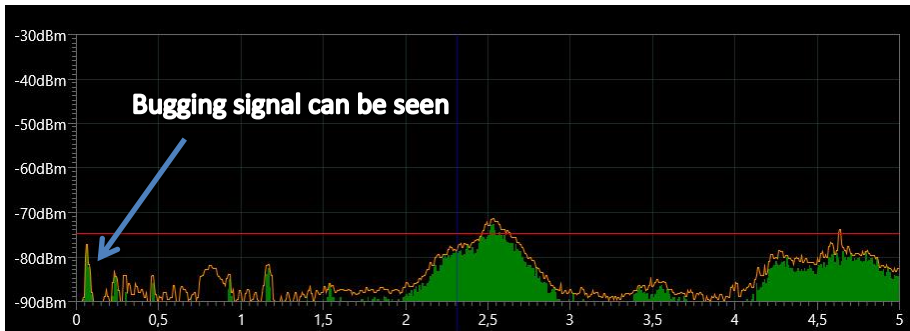 -30dBm
-40dBm
Bugging signal can be seen
-50dBm
-60dBm
-70dBm
-80dBm
-90dBm
0 0,5 1 1,5 2 2,5 3 3,5 4 4,5 5